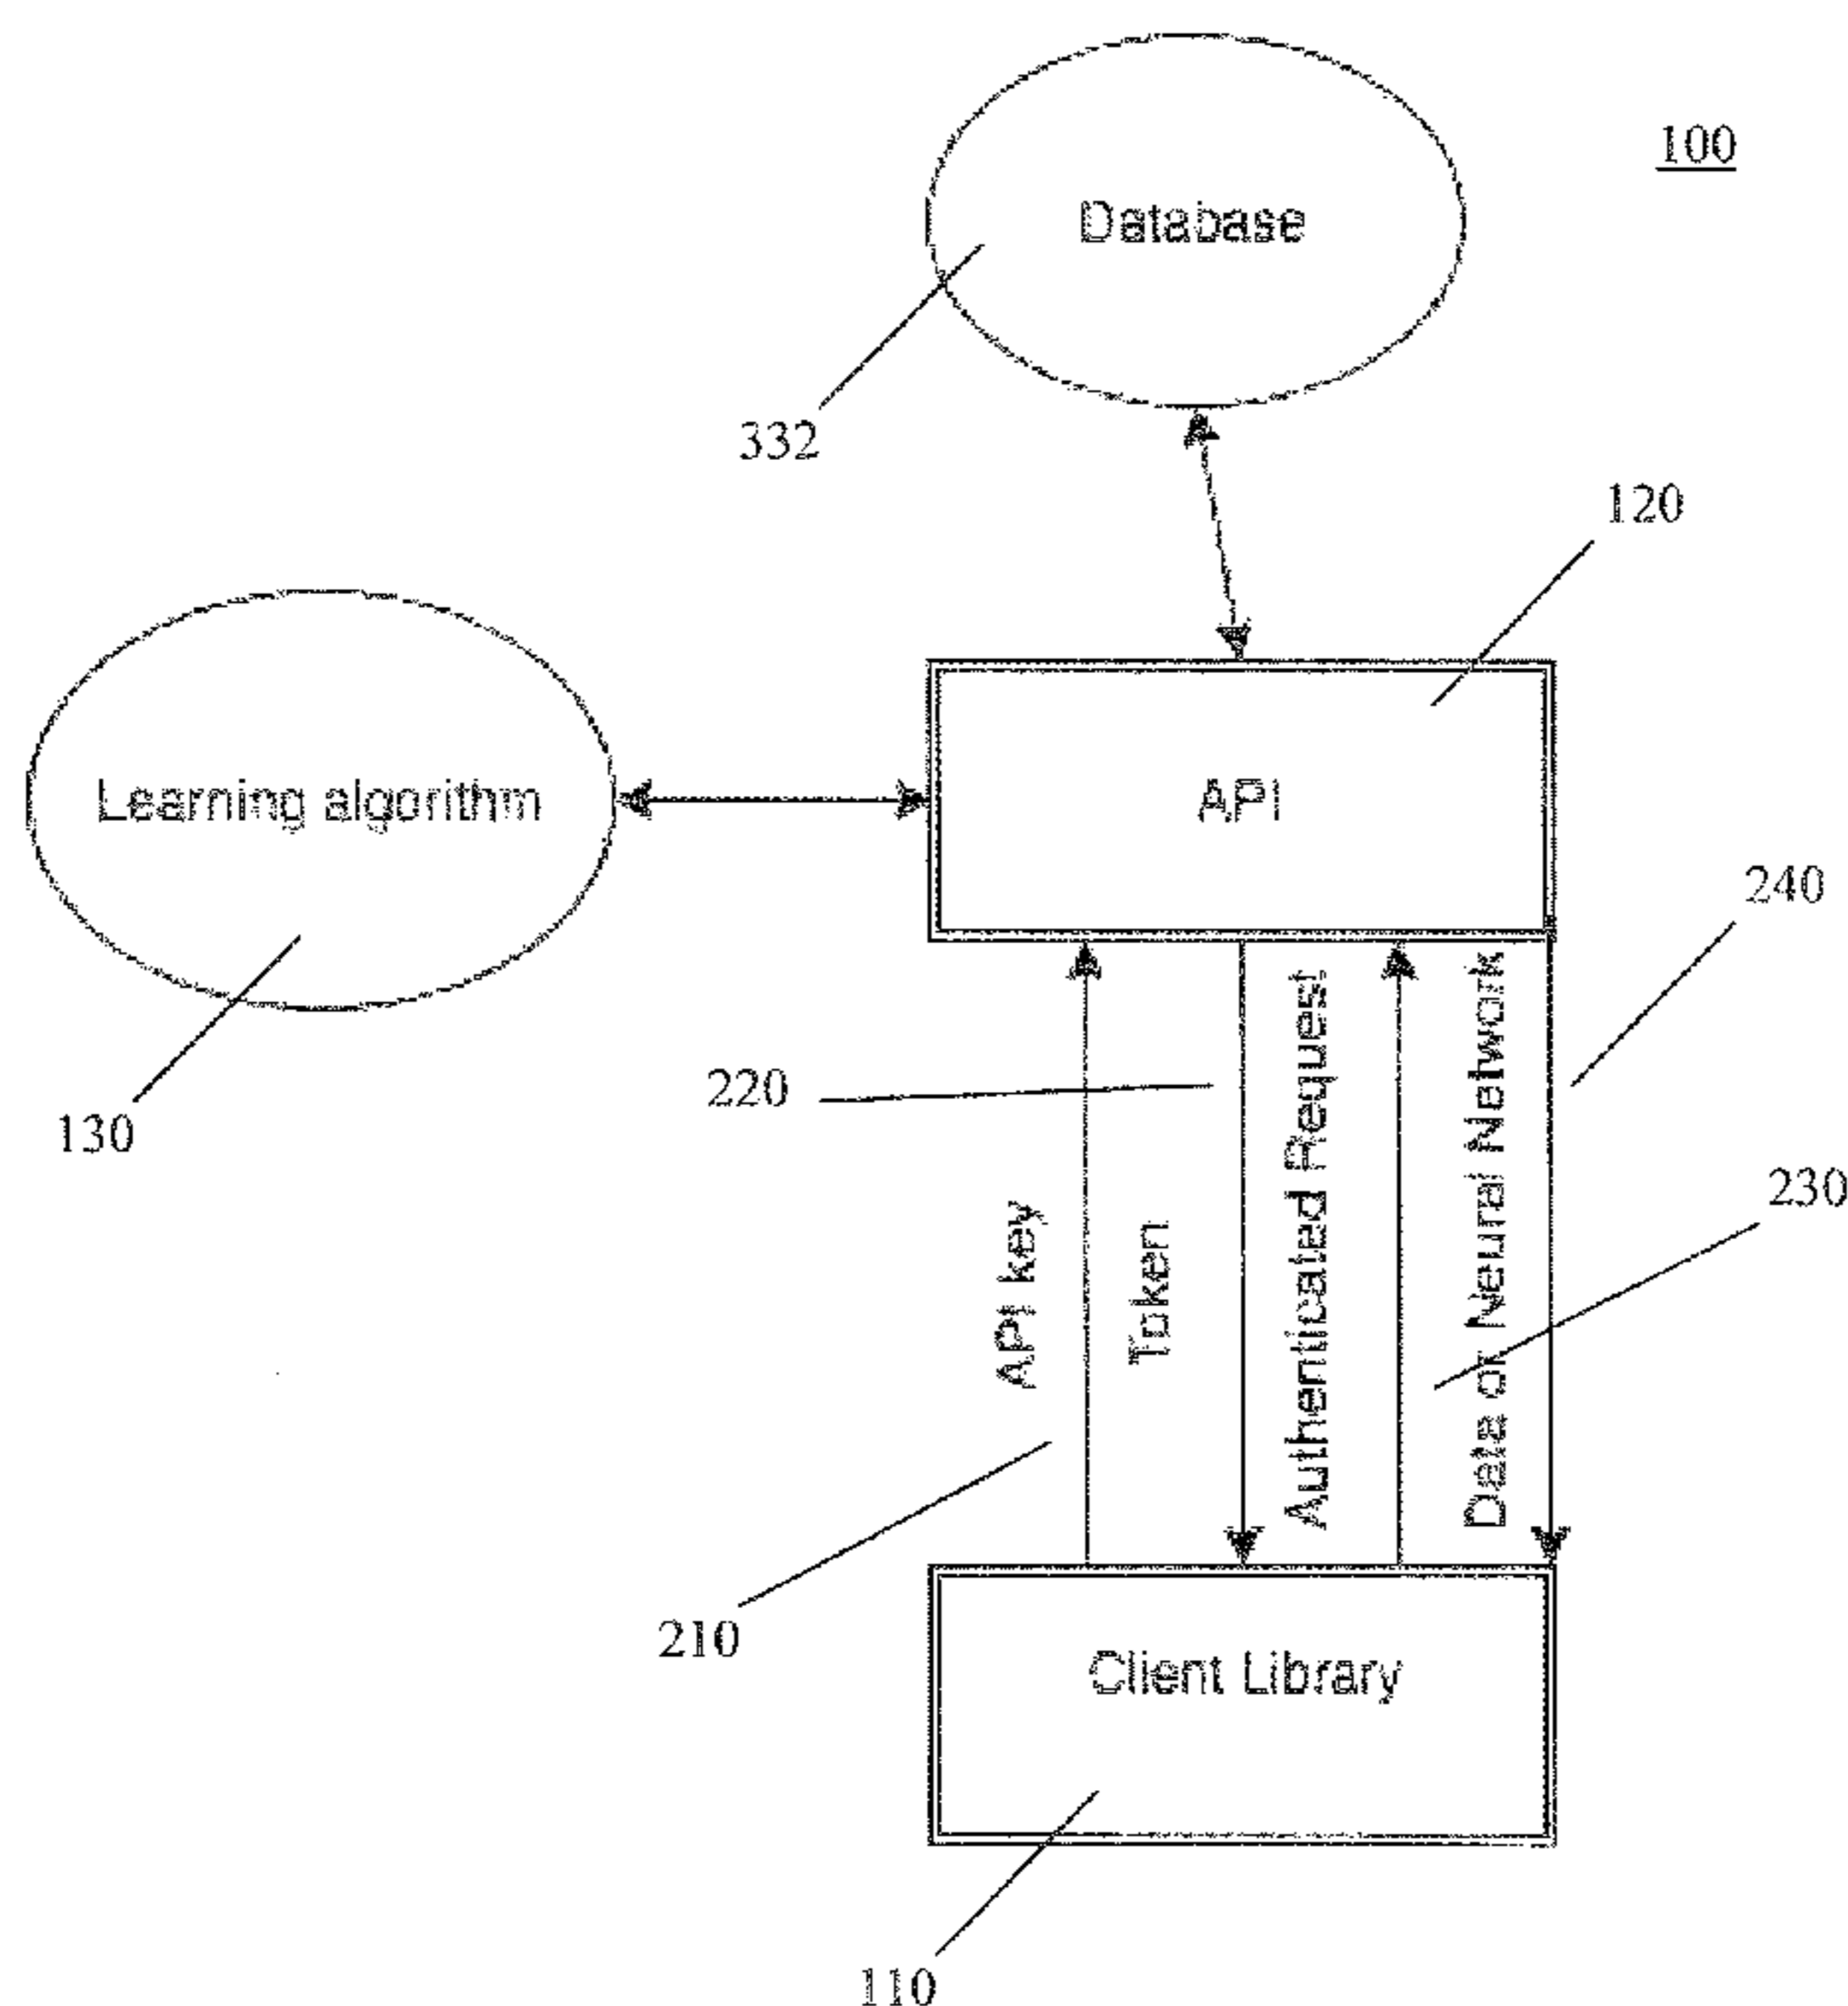 100
Database
332
120
Learning algorithm
API
240
220
130
230
API key
Token
Authenticated Request
Data or Neural Network
210
Client Library
110